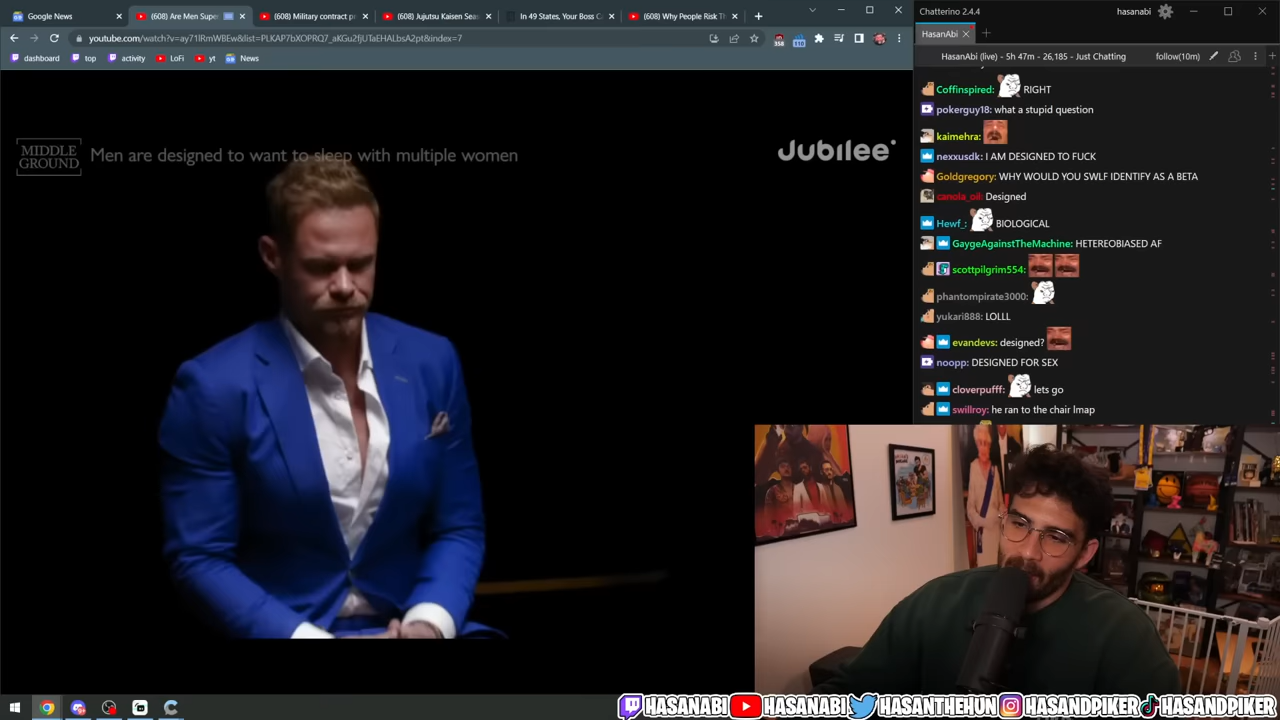 Google News
(608) Are Men Super
(608) Military contract p
(608) Jujutsu Kaisen Seas
In 49 States, Your Boss C
(608) Why People Risk Th
youtube.com/watch?v=ay71lRmWBEw&list=PLKAP7bXOPRQ7_aKGu2fjUTaEHALbsA2pt&index=7
dashboard
top
activity
LoFi
yt
News
MIDDLE
GROUND
Men are designed to want to sleep with multiple women
Jubilee
Chatterino 2.4.4
hasanabi
HasanAbi
HasanAbi (live) - 5h 47m - 26,185 - Just Chatting
follow(10m)
Coffinspired: RIGHT
pokerguy18: what a stupid question
kaimehra:
nexxusdk: I AM DESIGNED TO FUCK
Goldgregory: WHY WOULD YOU SWLF IDENTIFY AS A BETA
canola_oil: Designed
Hewf_: BIOLOGICAL
GaygeAgainstTheMachine: HETEREOBIASED AF
scottpilgrim554:
phantompirate3000:
yukari888: LOLLL
evandevs: designed?
noopp: DESIGNED FOR SEX
cloverpufff: lets go
swillroy: he ran to the chair lmap
HASANABI
HASANABI
HASANTHEHUN
HASANDPIKER
HASANDPIKER